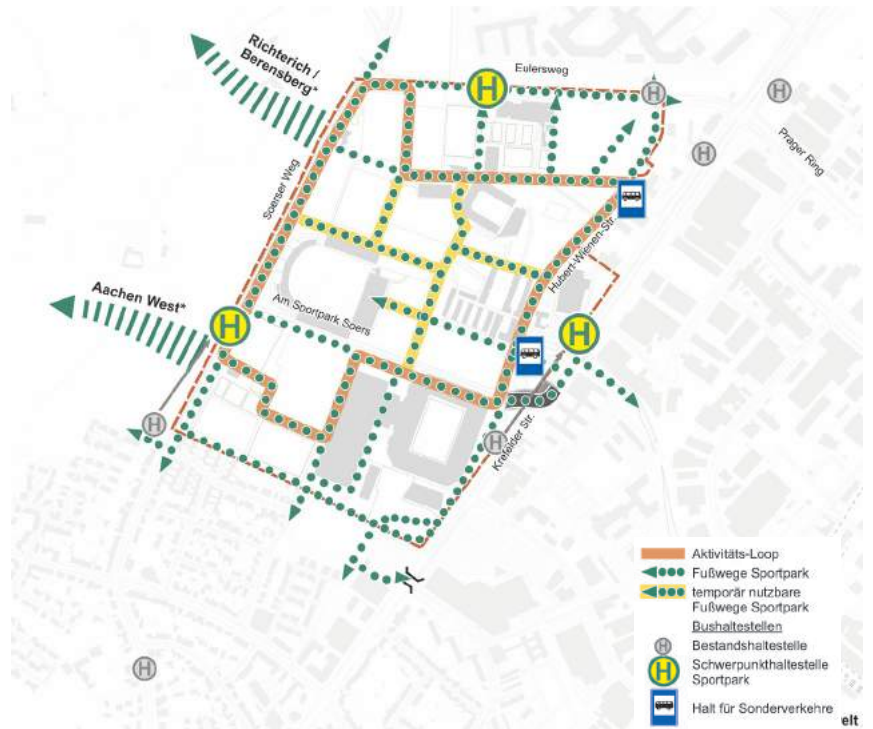 Richterich /
Berensberg*
Eulersweg
H
H
H
H
Prager Ring
Soerser Weg
Hubert-Wienen-Str.
Aachen West*
Am Sportpark Soers
H
H
H
H
Krefelder Str.
H
Aktivitäts-Loop
Fußwege Sportpark
temporär nutzbare
Fußwege Sportpark
Bushaltestellen
H
Bestandshaltestelle
H
Schwerpunkthaltestelle
Sportpark
Halt für Sonderverkehre
elt